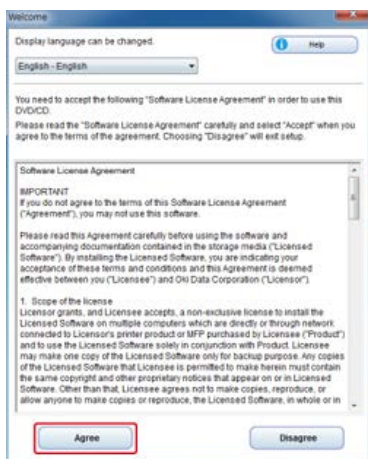 Welcome
Display language can be changed.
Help
English - English
You need to accept the following "Software License Agreement" in order to use this
DVD/CD.
Please read the "Software License Agreement" carefully and select "Accept" when you
agree to the terms of the agreement. Choosing "Disagree" will exit setup.
Software License Agreement
IMPORTANT
If you do not agree to the terms of this Software License Agreement
("Agreement"), you may not use this software.
Please read this Agreement carefully before using the software and
accompanying documentation contained in the storage media ("Licensed
Software"). By installing the Licensed Software, you are indicating your
acceptance of these terms and conditions and this Agreement is deemed
effective between you ("Licensee") and Oki Data Corporation ("Licensor").
1. Scope of the license
Licensor grants, and Licensee accepts, a non-exclusive license to install the
Licensed Software on multiple computers which are directly or through network
connected to Licensor's printer product or MFP purchased by Licensee ("Product")
and to use the Licensed Software solely in conjunction with Product. Licensee
may make one copy of the Licensed Software only for backup purpose. Any copies
of the Licensed Software that Licensee is permitted to make herein must contain
the same copyright and other proprietary notices that appear on or in Licensed
Software. Other than that, Licensee agrees not to make copies, reproduce, or
allow anyone to make copies or reproduce, the Licensed Software, in whole or in
Agree
Disagree